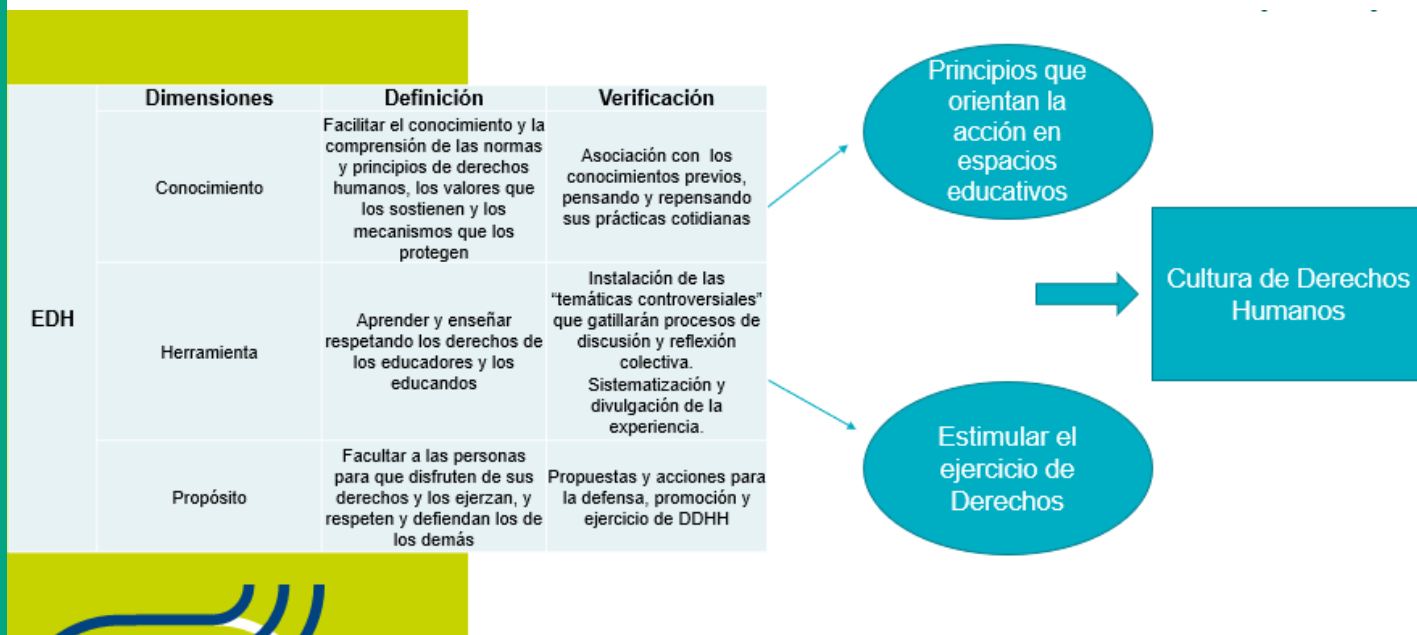 Dimensiones
Definición
Verificación
EDH
Conocimiento
Facilitar el conocimiento y la
comprensión de las normas
y principios de derechos
humanos, los valores que
los sostienen y los
mecanismos que los
protegen
Asociación con los
conocimientos previos,
pensando y repensando
sus prácticas cotidianas
Herramienta
Aprender y enseñar
respetando los derechos de
los educadores y los
educandos
Instalación de las
“temáticas controversiales”
que gatillarán procesos de
discusión y reflexión
colectiva.
Sistematización y
divulgación de la
experiencia.
Propósito
Facultar a las personas
para que disfruten de sus
derechos y los ejerzan, y
respeten y defiendan los de
los demás
Propuestas y acciones para
la defensa, promoción y
ejercicio de DDHH
Principios que
orientan la
acción en
espacios
educativos
Estimular el
ejercicio de
Derechos
Cultura de Derechos
Humanos